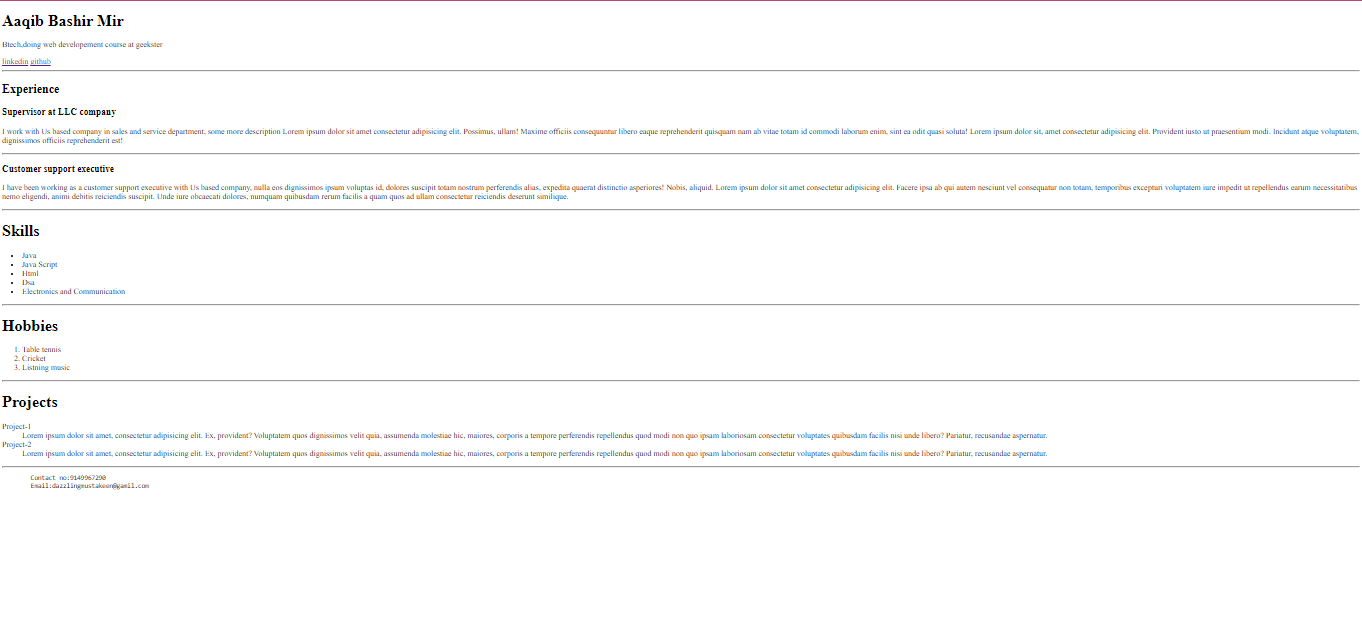 Aaqib Bashir Mir
Btech,doing web developement course at geekster
linkedin github
Experience
Supervisor at LLC company
I work with Us based company in sales and service department, some more description Lorem ipsum dolor sit amet consectetur adipisicing elit. Possimus, ullam! Maxime officiis consequuntur libero eaque reprehenderit quisquam nam ab vitae totam id commodi laborum enim, sint ea odit quasi soluta! Lorem ipsum dolor sit, amet consectetur adipisicing elit. Provident iusto ut praesentium modi. Incidunt atque voluptatem,
dignissimos officiis reprehenderit est!
Customer support executive
I have been working as a customer support executive with Us based company, nulla eos dignissimos ipsum voluptas id, dolores suscipit totam nostrum perferendis alias, expedita quaerat distinctio asperiores! Nobis, aliquid. Lorem ipsum dolor sit amet consectetur adipisicing elit. Facere ipsa ab qui autem nesciunt vel consequatur non totam, temporibus excepturi voluptatem iure impedit ut repellendus earum necessitatibus
nemo eligendi, animi debitis reiciendis suscipit. Unde iure obcaecati dolores, numquam quibusdam rerum facilis a quam quos ad ullam consectetur reiciendis deserunt similique.
Skills
• Java
• Java Script
• Html
• Dsa
• Electronics and Communication
Hobbies
1. Table tennis
2. Cricket
3. Listning music
Projects
Project-1
Lorem ipsum dolor sit amet, consectetur adipisicing elit. Ex, provident? Voluptatem quos dignissimos velit quia, assumenda molestiae hic, maiores, corporis a tempore perferendis repellendus quod modi non quo ipsam laboriosam consectetur voluptates quibusdam facilis nisi unde libero? Pariatur, recusandae aspernatur.
Project-2
Lorem ipsum dolor sit amet, consectetur adipisicing elit. Ex, provident? Voluptatem quos dignissimos velit quia, assumenda molestiae hic, maiores, corporis a tempore perferendis repellendus quod modi non quo ipsam laboriosam consectetur voluptates quibusdam facilis nisi unde libero? Pariatur, recusandae aspernatur.
Contact no:9149967290
Email:dazzlingmustakeen@gamil.com